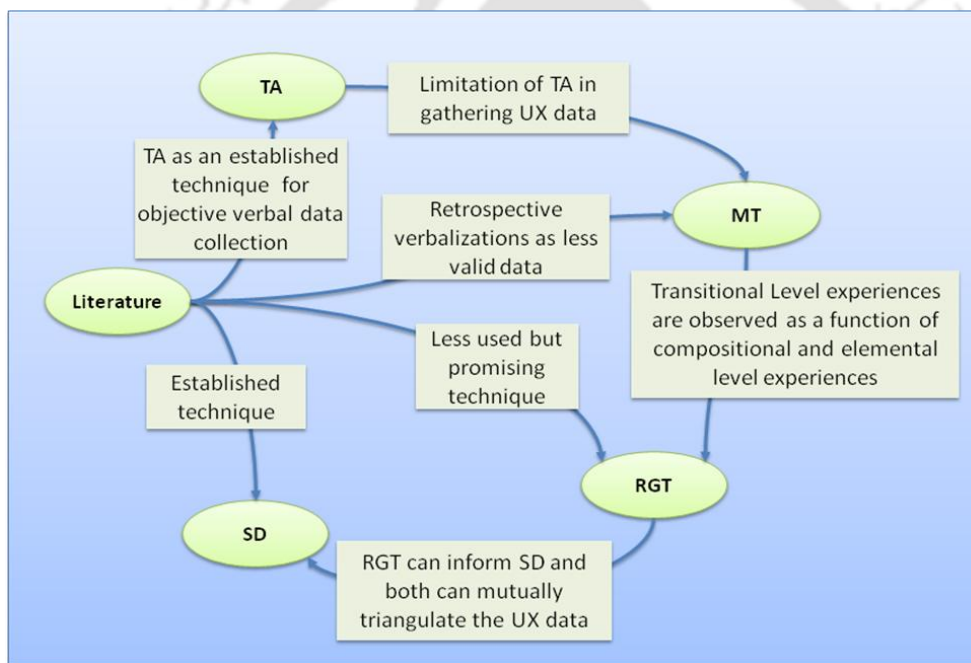 TA
Limitation of TA in
gathering UX data
TA as an established
technique for
objective verbal data
collection
Retrospective
verbalizations as less
valid data
MT
Literature
Transitional Level experiences
are observed as a function of
compositional and elemental
level experiences
Less used but
promising
technique
Established
technique
RGT
SD
RGT can inform SD and
both can mutually
triangulate the UX data